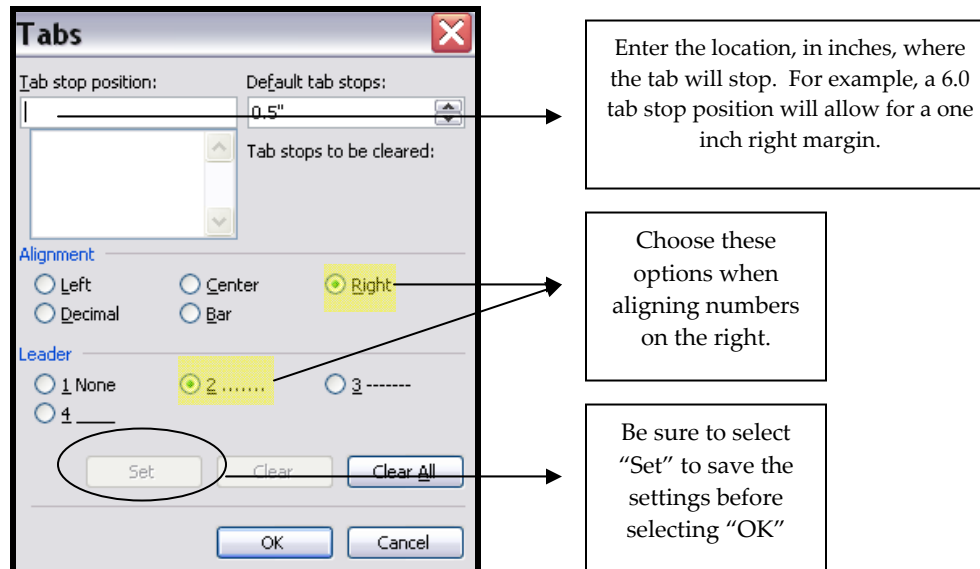 Tabs
Tab stop position:
Default tab stops:
0.5"
Tab stops to be cleared:
Alignment
Left
Center
Right
Decimal
Bar
Leader
1 None
2 .......
3 -------
4 ____
Set
Clear
Clear All
OK
Cancel
Enter the location, in inches, where
the tab will stop.  For example, a 6.0
tab stop position will allow for a one
inch right margin.
Choose these
options when
aligning numbers
on the right.
Be sure to select
“Set” to save the
settings before
selecting “OK”